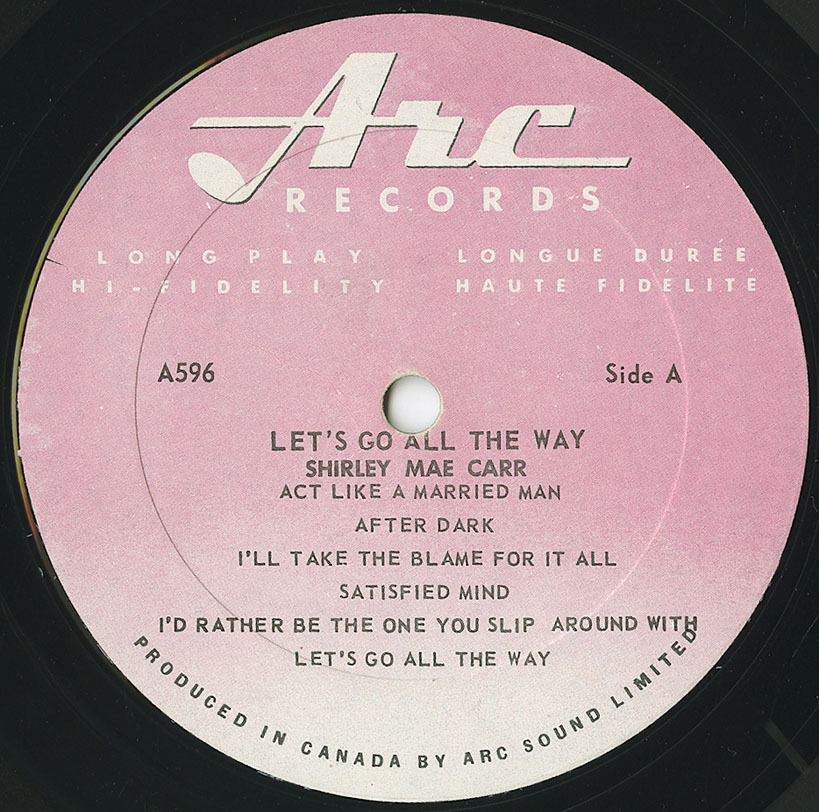 Arc
RECORDS
LONG PLAY LONGUE DURÉE
HI-FIDELITY HAUTE FIDÉLITÉ
A596 Side A
LET'S GO ALL THE WAY
SHIRLEY MAE CARR
ACT LIKE A MARRIED MAN
AFTER DARK
I'LL TAKE THE BLAME FOR IT ALL
SATISFIED MIND
I'D RATHER BE THE ONE YOU SLIP AROUND WITH
LET'S GO ALL THE WAY
PRODUCED IN CANADA BY ARC SOUND LIMITED